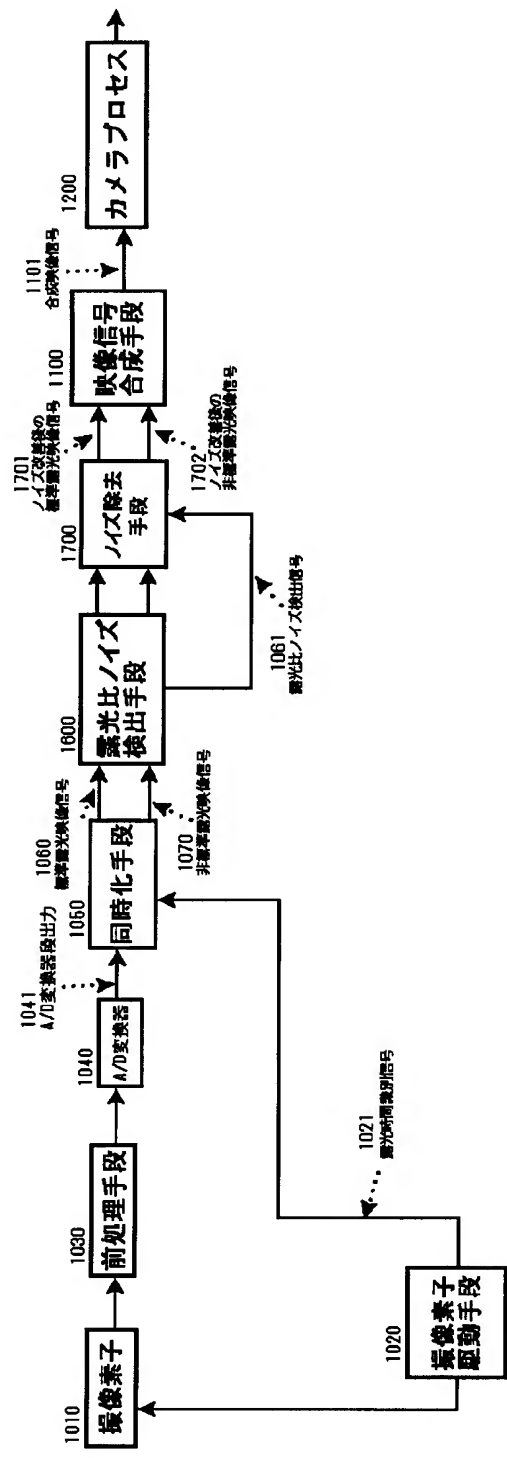 1010
撮像素子
1020
撮像素子
駆動手段
1021
露光時間識別信号
1030
前処理手段
1040
A/D変換器
1041
A/D変換器段出力
1050
同時化手段
1060
標準露光映像信号
1070
非標準露光映像信号
1600
露光比ノイズ
検出手段
1061
露光比ノイズ検出信号
1700
ノイズ除去
手段
1701
ノイズ改善後の
標準露光映像信号
1702
ノイズ改善後の
非標準露光映像信号
1100
映像信号
合成手段
1101
合成映像信号
1200
カメラプロセス